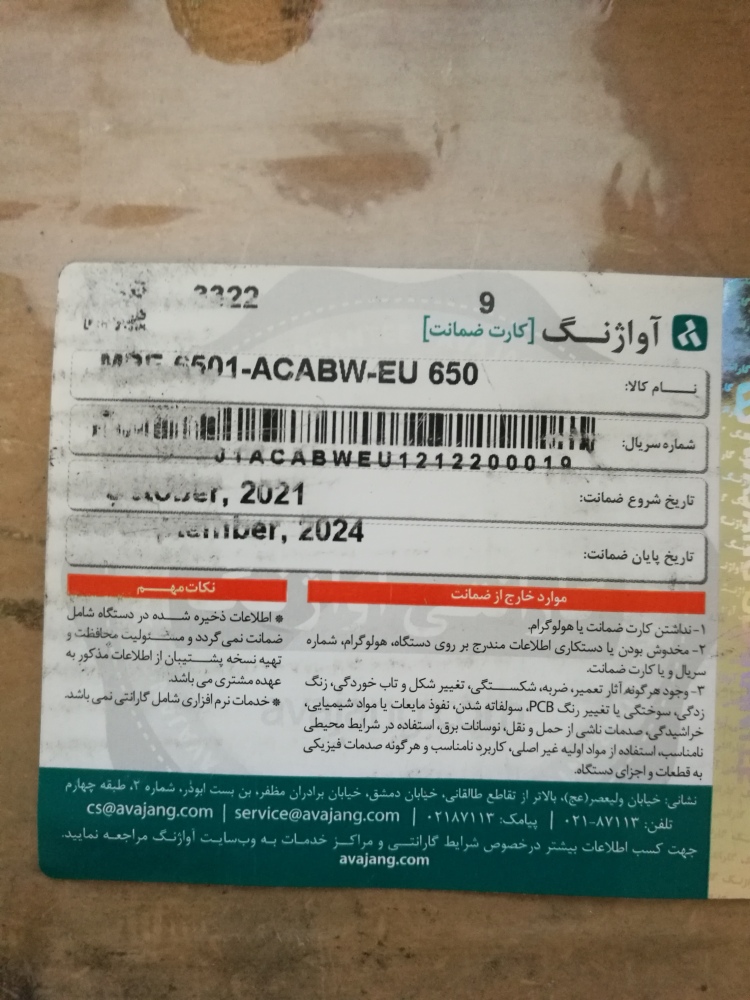 9
آواژنگ [کارت ضمانت]
نام کالا:
-ACABW-EU 650
شماره سریال:
J1ACABWEU1212200019
تاریخ شروع ضمانت:
2021
تاریخ پایان ضمانت:
2024
موارد خارج از ضمانت
۱- نداشتن کارت ضمانت یا هولوگرام.
۲- مخدوش بودن یا دستکاری اطلاعات مندرج بر روی دستگاه، هولوگرام، شماره
سریال و یا کارت ضمانت.
۳- وجود هرگونه آثار تعمیر، ضربه، شکستگی، تغییر شکل و تاب خوردگی، زنگ
زدگی، سوختگی یا تغییر رنگ PCB، سولفاته شدن، نفوذ مایعات یا مواد شیمیایی،
خراشیدگی، صدمات ناشی از حمل و نقل، نوسانات برق، استفاده در شرایط محیطی
نامناسب، استفاده از مواد اولیه غیر اصلی، کاربرد نامناسب و هرگونه صدمات فیزیکی
به قطعات و اجزای دستگاه.
نکات مهم
* اطلاعات ذخیره شده در دستگاه شامل
ضمانت نمی گردد و مسئولیت محافظت و
تهیه نسخه پشتیبان از اطلاعات مذکور به
عهده مشتری می باشد.
* خدمات نرم افزاری شامل گارانتی نمی باشد.
نشانی: خیابان ولیعصر(عج)، بالاتر از تقاطع طالقانی، خیابان دمشق، خیابان برادران مظفر، بن بست ابوذر، شماره ۲، طبقه چهارم
تلفن: ۸۷۱۱۳-۰۲۱ | پیامک: ۰۲۱۸۷۱۱۳ | service@avajang.com | cs@avajang.com
جهت کسب اطلاعات بیشتر درخصوص شرایط گارانتی و مراکز خدمات به وب‌سایت آواژنگ مراجعه نمایید.
avajang.com